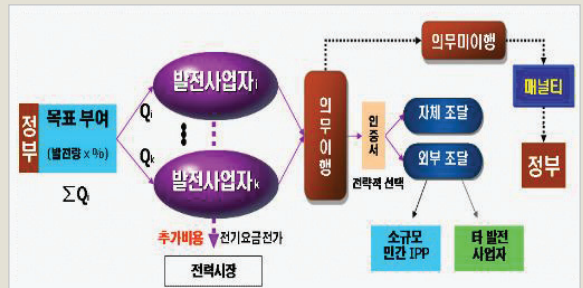 정부
목표 부여
(발전량 x %)
∑Qᵢ
Qᵢ
Qₖ
발전사업자 i
발전사업자 k
추가비용
전기요금전가
전력시장
의무이행
인증서
전략적 선택
자체 조달
외부 조달
소규모
민간 IPP
타 발전
사업자
의무미이행
패널티
정부